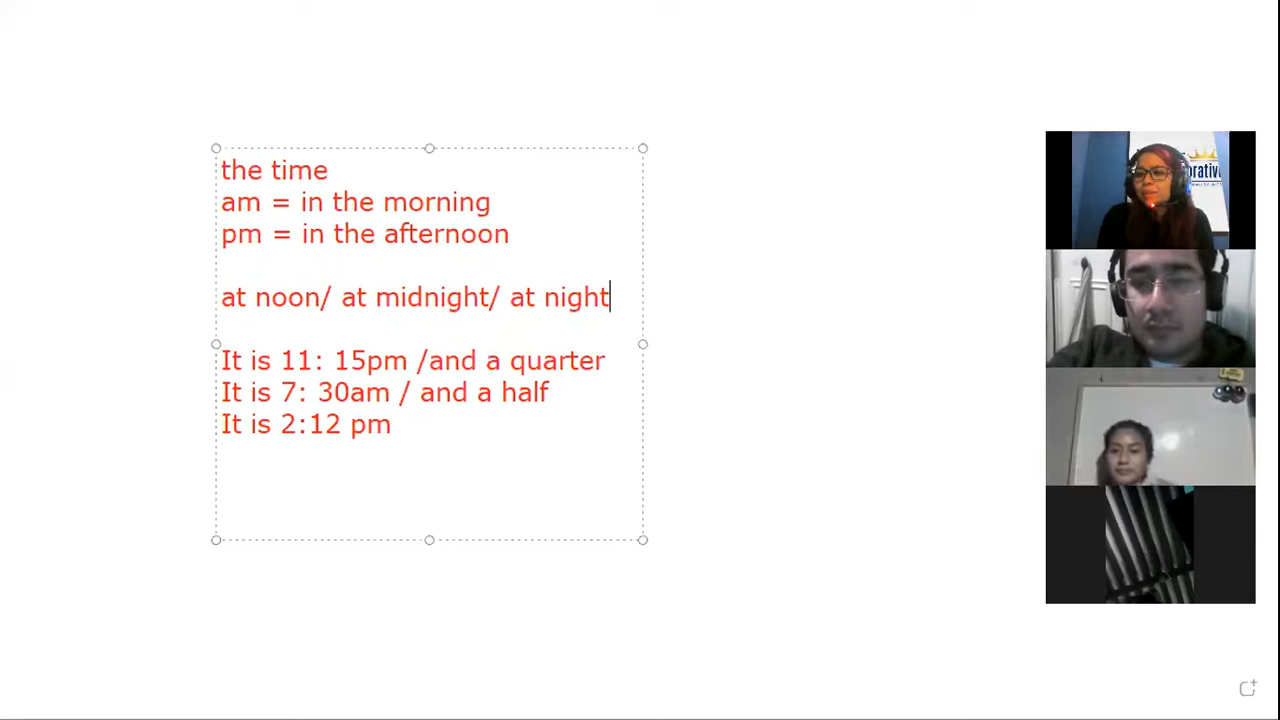 the time
am = in the morning
pm = in the afternoon
at noon/ at midnight/ at night
It is 11: 15pm /and a quarter
It is 7: 30am / and a half
It is 2:12 pm